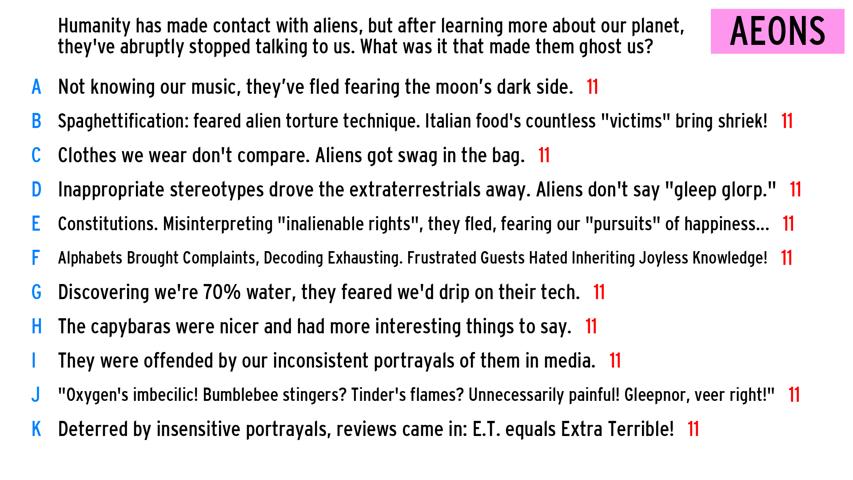 Humanity has made contact with aliens, but after learning more about our planet,
they've abruptly stopped talking to us. What was it that made them ghost us?
AEONS
A Not knowing our music, they’ve fled fearing the moon’s dark side. 11
B Spaghettification: feared alien torture technique. Italian food's countless "victims" bring shriek! 11
C Clothes we wear don't compare. Aliens got swag in the bag. 11
D Inappropriate stereotypes drove the extraterrestrials away. Aliens don't say "gleep glorp." 11
E Constitutions. Misinterpreting "inalienable rights", they fled, fearing our "pursuits" of happiness... 11
F Alphabets Brought Complaints, Decoding Exhausting. Frustrated Guests Hated Inheriting Joyless Knowledge! 11
G Discovering we're 70% water, they feared we'd drip on their tech. 11
H The capybaras were nicer and had more interesting things to say. 11
I They were offended by our inconsistent portrayals of them in media. 11
J "Oxygen's imbecilic! Bumblebee stingers? Tinder's flames? Unnecessarily painful! Gleepnor, veer right!" 11
K Deterred by insensitive portrayals, reviews came in: E.T. equals Extra Terrible! 11